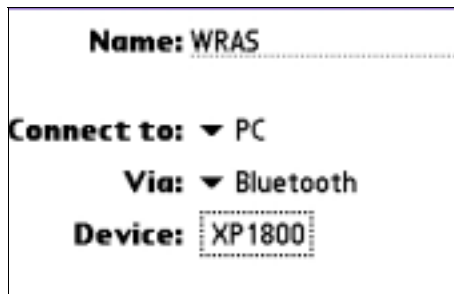 Name: WRAS
Connect to: PC
Via: Bluetooth
Device: XP1800